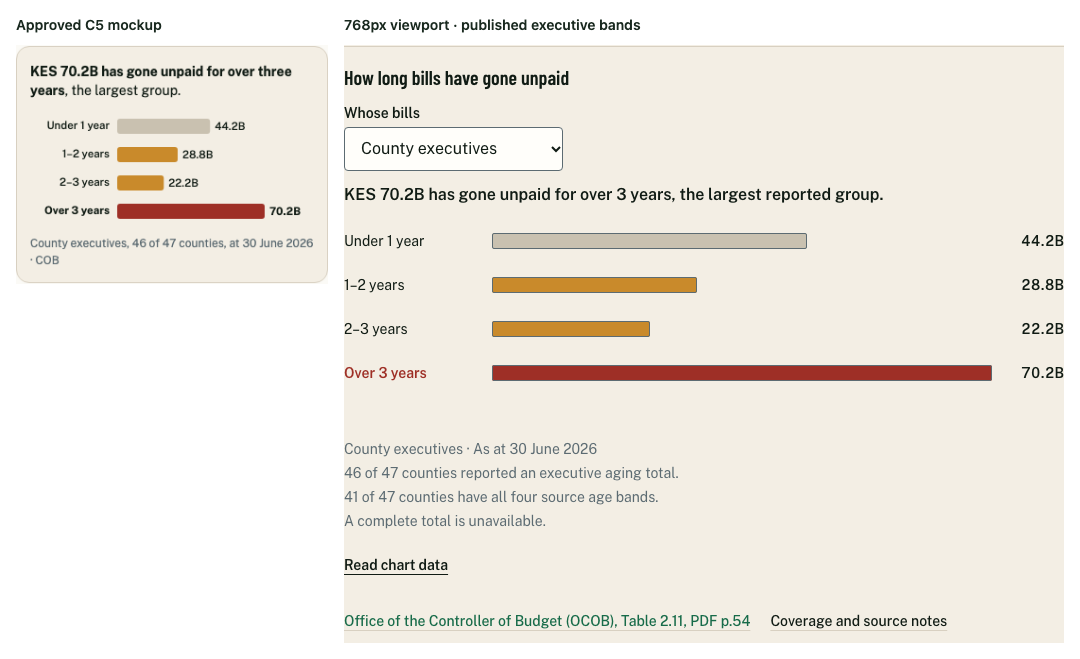 Approved C5 mockup
KES 70.2B has gone unpaid for over three
years, the largest group.
Under 1 year 44.2B
1–2 years 28.8B
2–3 years 22.2B
Over 3 years 70.2B
County executives, 46 of 47 counties, at 30 June 2026
· COB
768px viewport · published executive bands
How long bills have gone unpaid
Whose bills
County executives
KES 70.2B has gone unpaid for over 3 years, the largest reported group.
Under 1 year 44.2B
1–2 years 28.8B
2–3 years 22.2B
Over 3 years 70.2B
County executives · As at 30 June 2026
46 of 47 counties reported an executive aging total.
41 of 47 counties have all four source age bands.
A complete total is unavailable.
Read chart data
Office of the Controller of Budget (OCOB), Table 2.11, PDF p.54 Coverage and source notes